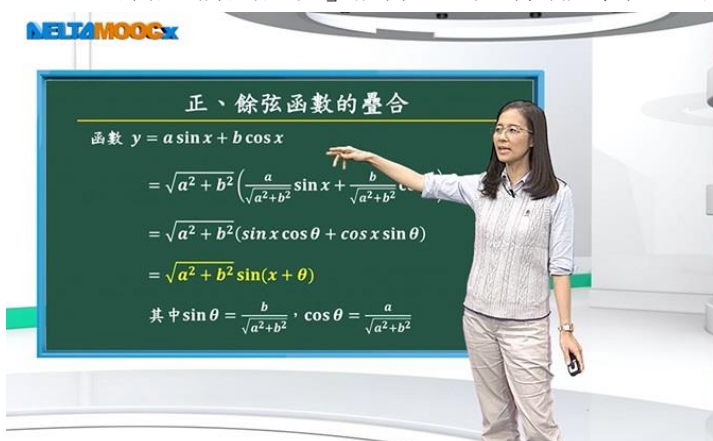 DELTAMOOCx
正、餘弦函數的疊合
函數 y = a sin x + b cos x
= √(a² + b²) (a/√(a²+b²) sin x + b/√(a²+b²)
= √(a² + b²) (sin x cos θ + cos x sin θ)
= √(a² + b²) sin(x + θ)
其中 sin θ = b/√(a²+b²) , cos θ = a/√(a²+b²)